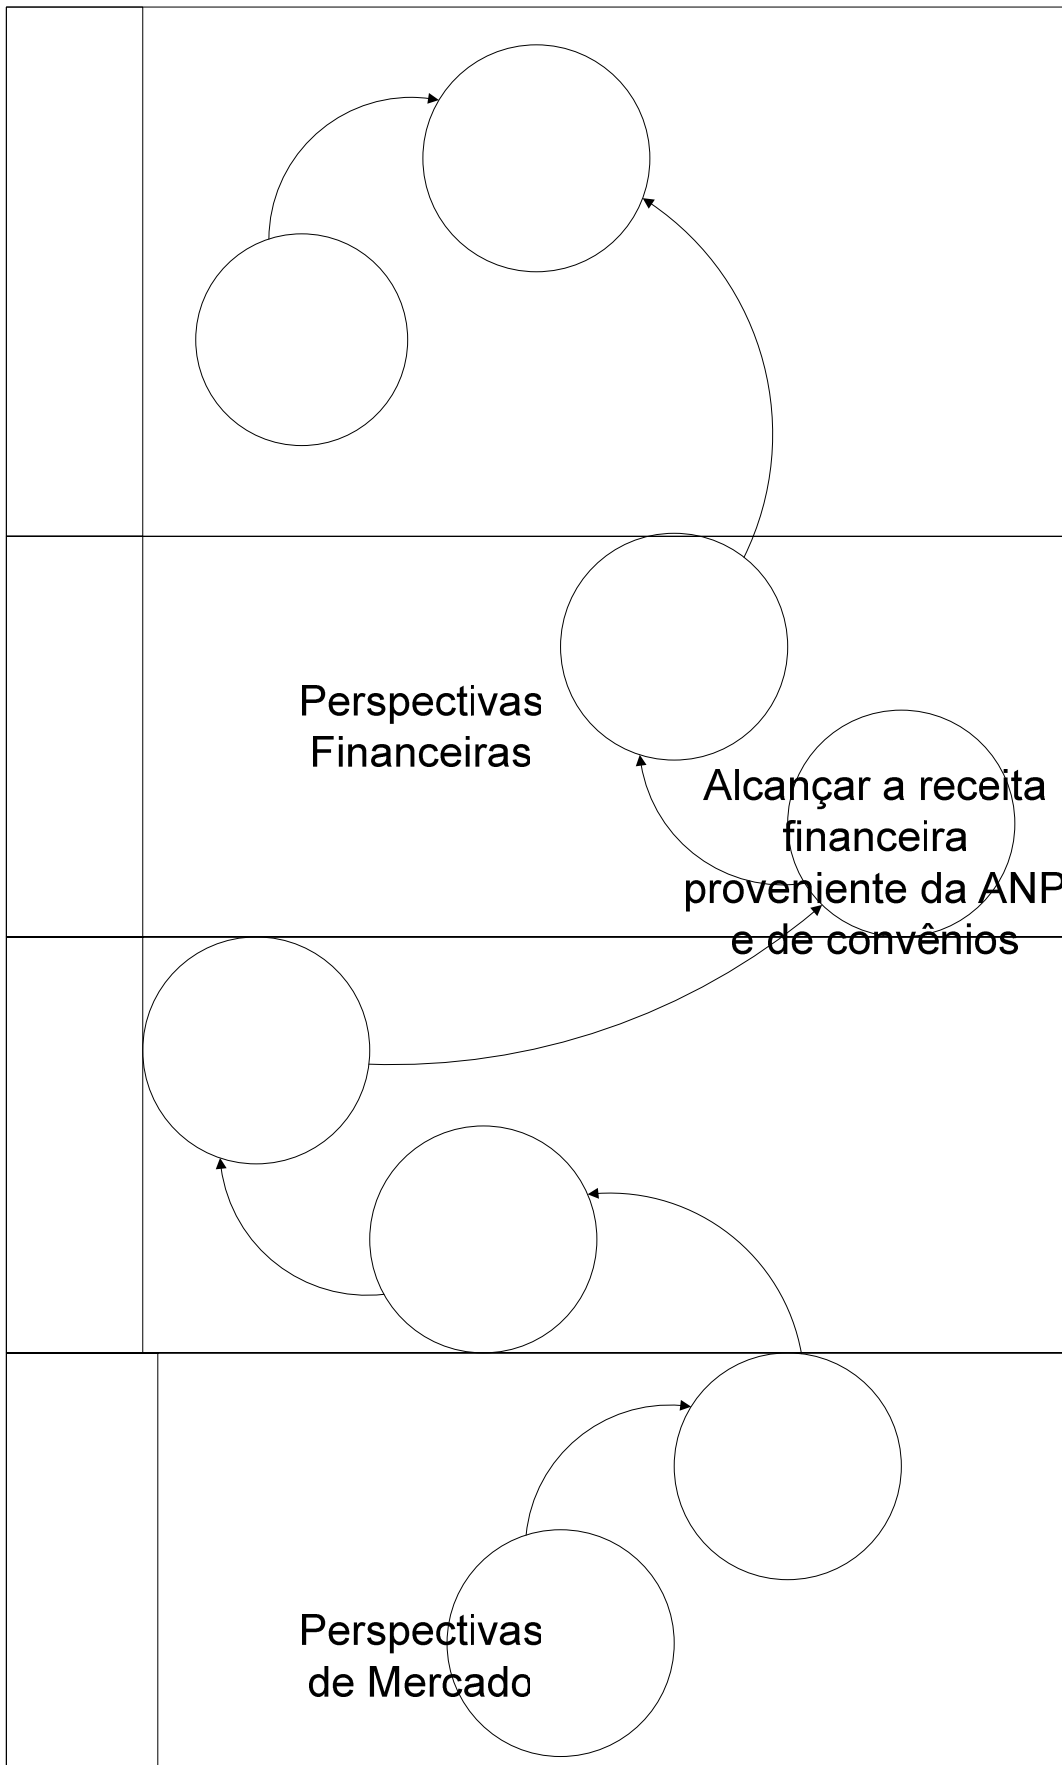 Perspectivas
Financeiras
Alcançar a receita
financeira
proveniente da ANP
e de convênios
Perspectivas
de Mercado